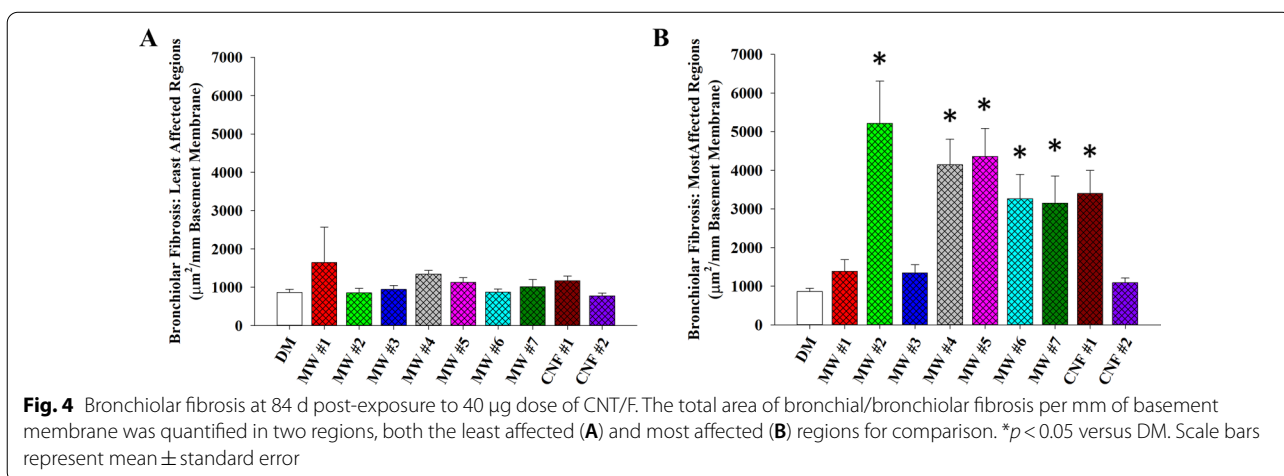 A
Bronchiolar Fibrosis: Least Affected Regions
(µm²/mm Basement Membrane)
7000
6000
5000
4000
3000
2000
1000
0
DM
MW #1
MW #2
MW #3
MW #4
MW #5
MW #6
MW #7
CNF #1
CNF #2
B
Bronchiolar Fibrosis: MostAffected Regions
(µm²/mm Basement Membrane)
7000
6000
5000
4000
3000
2000
1000
0
*
*
*
*
*
*
DM
MW #1
MW #2
MW #3
MW #4
MW #5
MW #6
MW #7
CNF #1
CNF #2
Fig. 4 Bronchiolar fibrosis at 84 d post-exposure to 40 µg dose of CNT/F. The total area of bronchial/bronchiolar fibrosis per mm of basement
membrane was quantified in two regions, both the least affected (A) and most affected (B) regions for comparison. *p < 0.05 versus DM. Scale bars
represent mean ± standard error